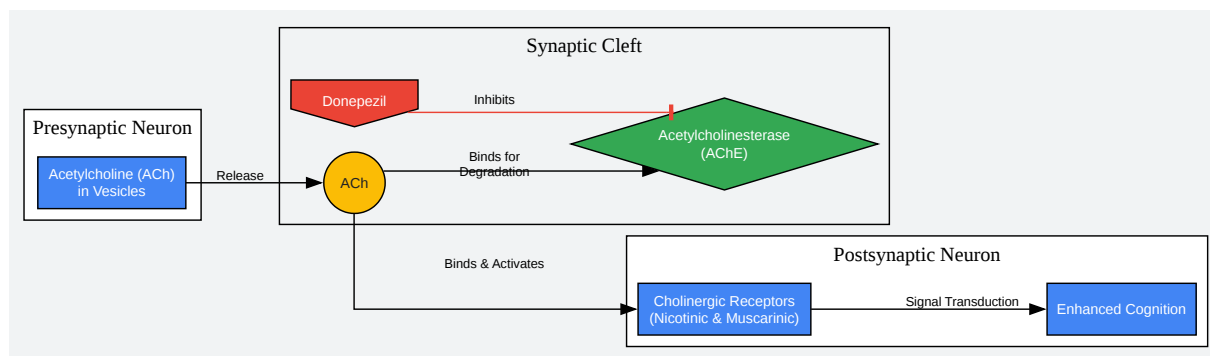 Synaptic Cleft
Donepezil
Inhibits
Acetylcholinesterase
(AChE)
Presynaptic Neuron
Acetylcholine (ACh)
in Vesicles
Release
ACh
Binds for
Degradation
Binds & Activates
Postsynaptic Neuron
Cholinergic Receptors
(Nicotinic & Muscarinic)
Signal Transduction
Enhanced Cognition